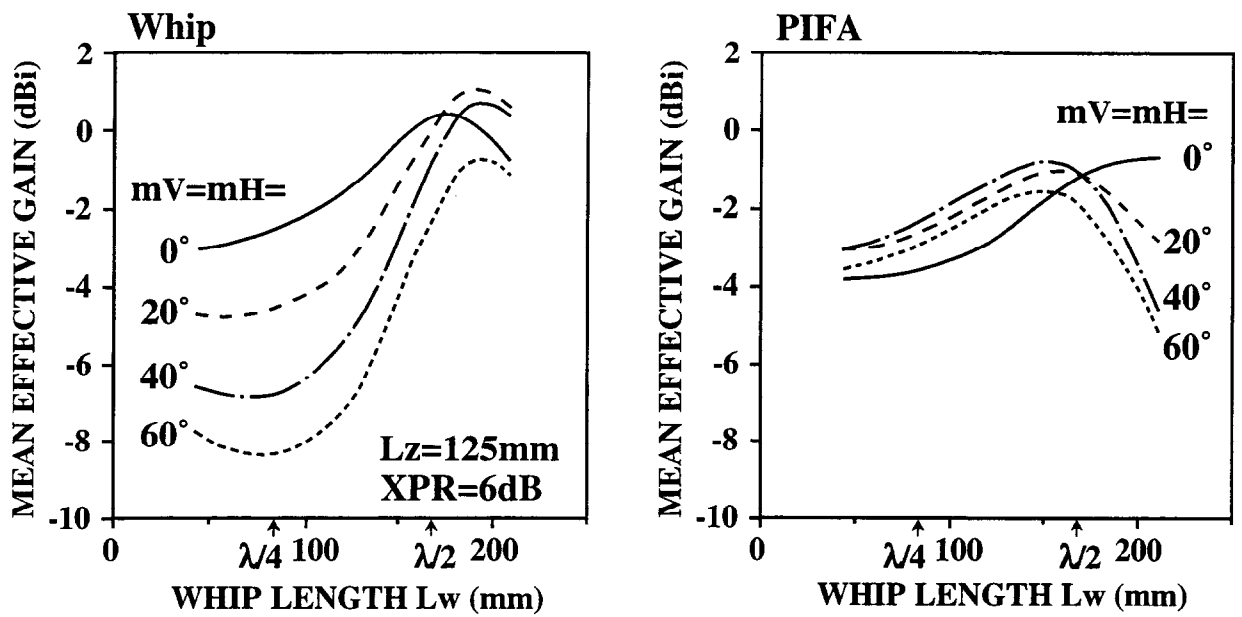 Whip
MEAN EFFECTIVE GAIN (dBi)
2
0
-2
-4
-6
-8
-10
mV=mH=
0°
20°
40°
60°
Lz=125mm
XPR=6dB
0
λ/4
100
λ/2
200
WHIP LENGTH Lw (mm)
PIFA
MEAN EFFECTIVE GAIN (dBi)
2
0
-2
-4
-6
-8
-10
mV=mH=
0°
20°
40°
60°
0
λ/4
100
λ/2
200
WHIP LENGTH Lw (mm)